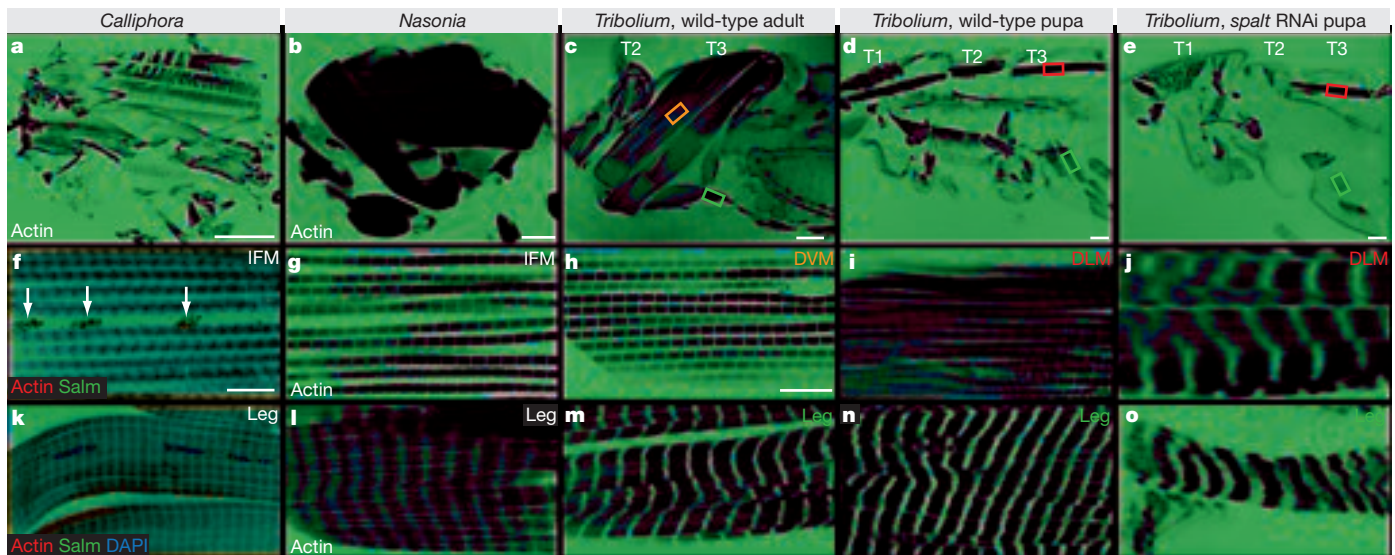 Calliphora
Nasonia
Tribolium, wild-type adult
Tribolium, wild-type pupa
Tribolium, spalt RNAi pupa
a
Actin
b
Actin
c
T2
T3
d
T1
T2
T3
e
T1
T2
T3
f
IFM
Actin Salm
g
IFM
Actin
h
DVM
i
DLM
j
DLM
k
Leg
Actin Salm DAPI
l
Leg
Actin
m
Leg
n
Leg
o
Leg